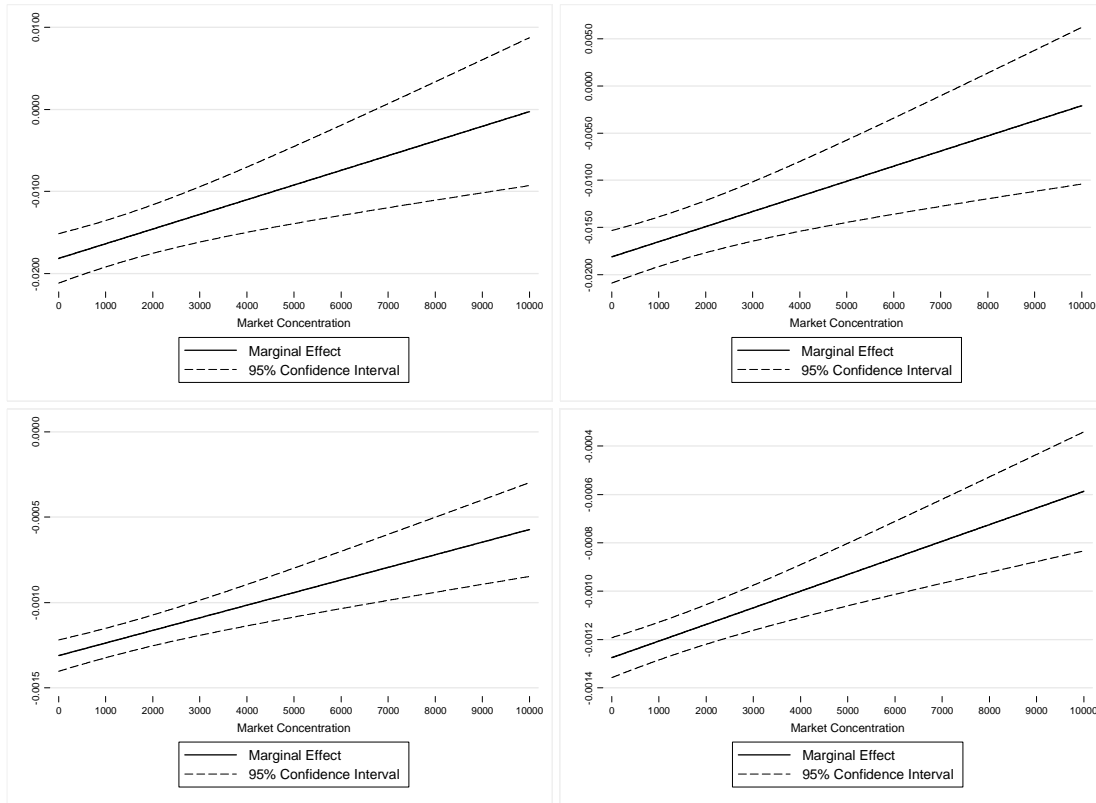 0.0100
0.0000
-0.0100
-0.0200
0 1000 2000 3000 4000 5000 6000 7000 8000 9000 10000
Market Concentration
Marginal Effect
95% Confidence Interval
0.0050
0.0000
-0.0050
-0.0100
-0.0150
-0.0200
0 1000 2000 3000 4000 5000 6000 7000 8000 9000 10000
Market Concentration
Marginal Effect
95% Confidence Interval
0.0000
-0.0005
-0.0010
-0.0015
0 1000 2000 3000 4000 5000 6000 7000 8000 9000 10000
Market Concentration
Marginal Effect
95% Confidence Interval
-0.0004
-0.0006
-0.0008
-0.0010
-0.0012
-0.0014
0 1000 2000 3000 4000 5000 6000 7000 8000 9000 10000
Market Concentration
Marginal Effect
95% Confidence Interval